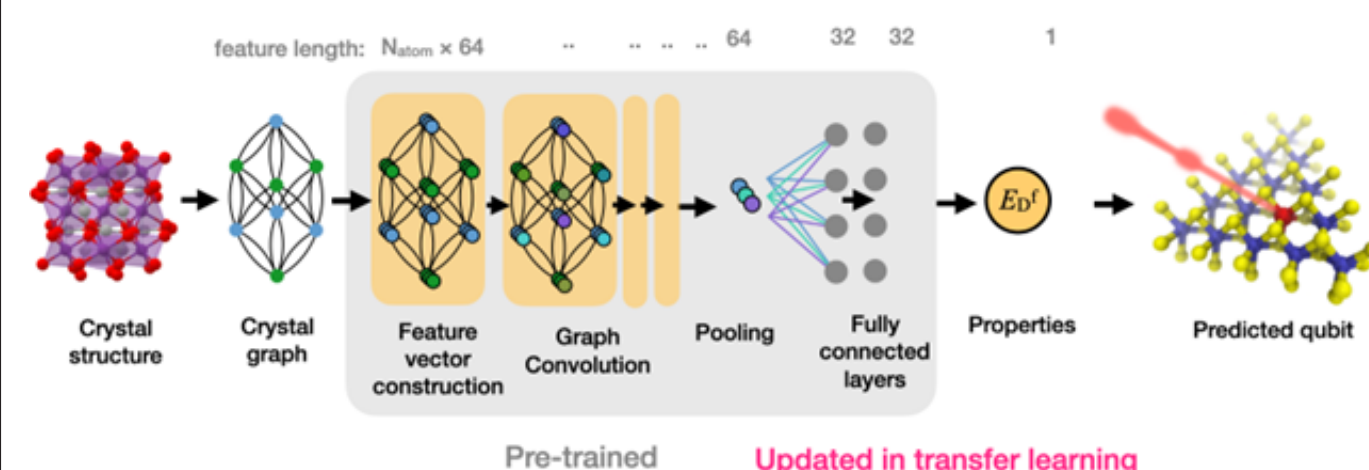 feature length: Natom × 64 .. .. .. .. 64 32 32 1
EDf
Crystal
structure
Crystal
graph
Feature
vector
construction
Graph
Convolution
Pooling
Fully
connected
layers
Properties
Predicted qubit
Pre-trained
Updated in transfer learning